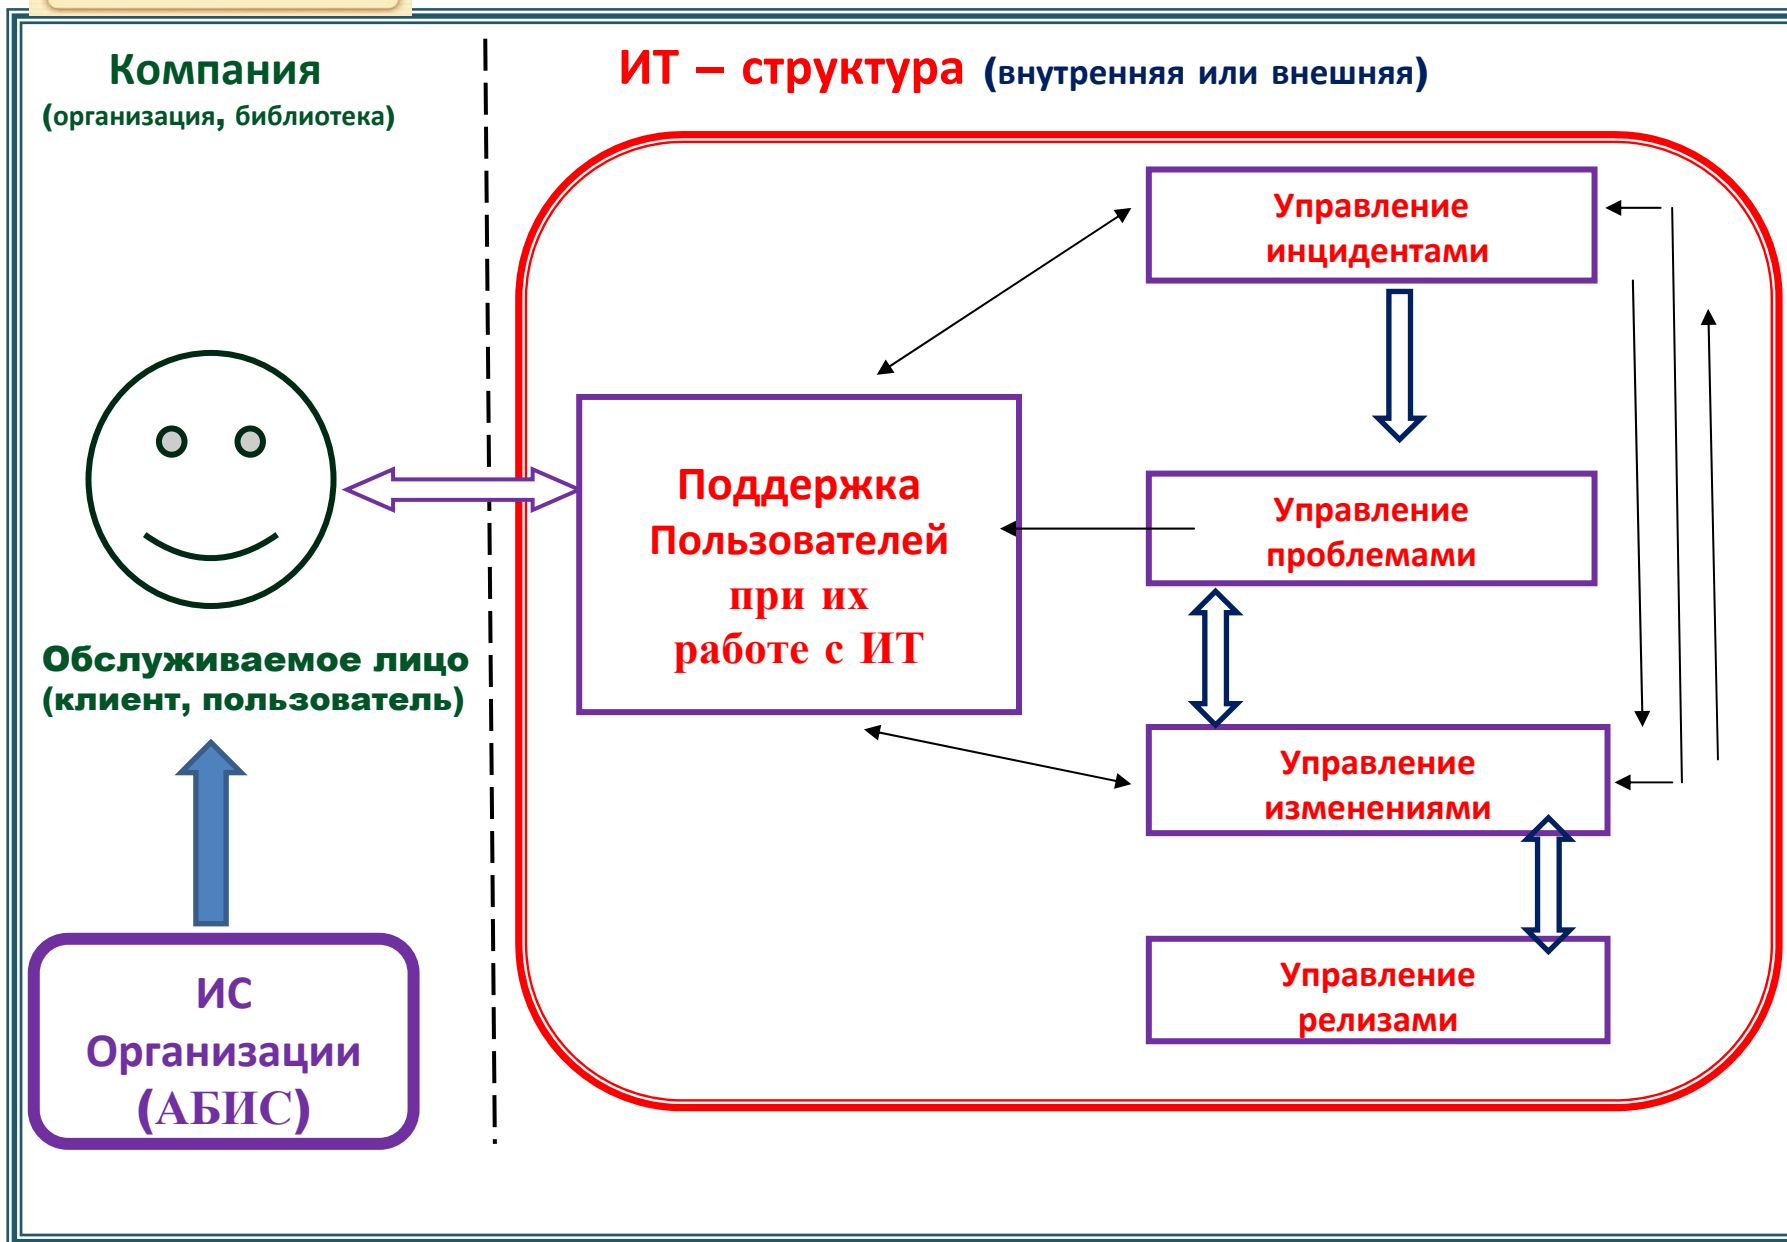 Компания
(организация, библиотека)
ИТ – структура (внутренняя или внешняя)
Управление
инцидентами
Поддержка
Пользователей
при их
работе с ИТ
Управление
проблемами
Обслуживаемое лицо
(клиент, пользователь)
Управление
изменениями
ИС
Организации
(АБИС)
Управление
релизами